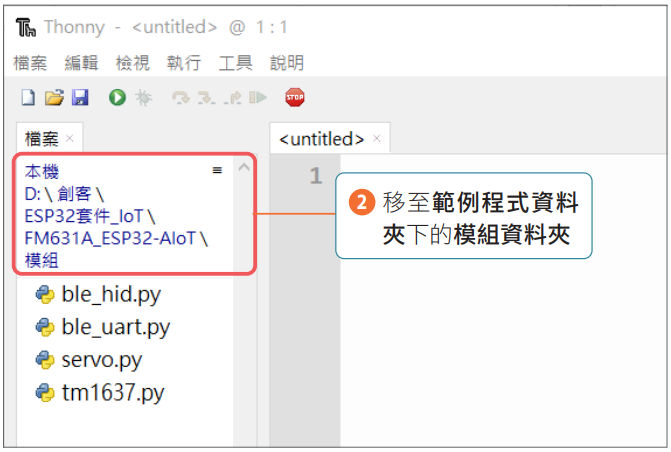 Thonny - <untitled> @ 1:1
檔案 編輯 檢視 執行 工具 說明
STOP
檔案 ×
<untitled> ×
本機 ≡
D: \ 創客 \
ESP32套件_IoT \
FM631A_ESP32-AIoT \
模組
ble_hid.py
ble_uart.py
servo.py
tm1637.py
1
2 移至範例程式資料
夾下的模組資料夾